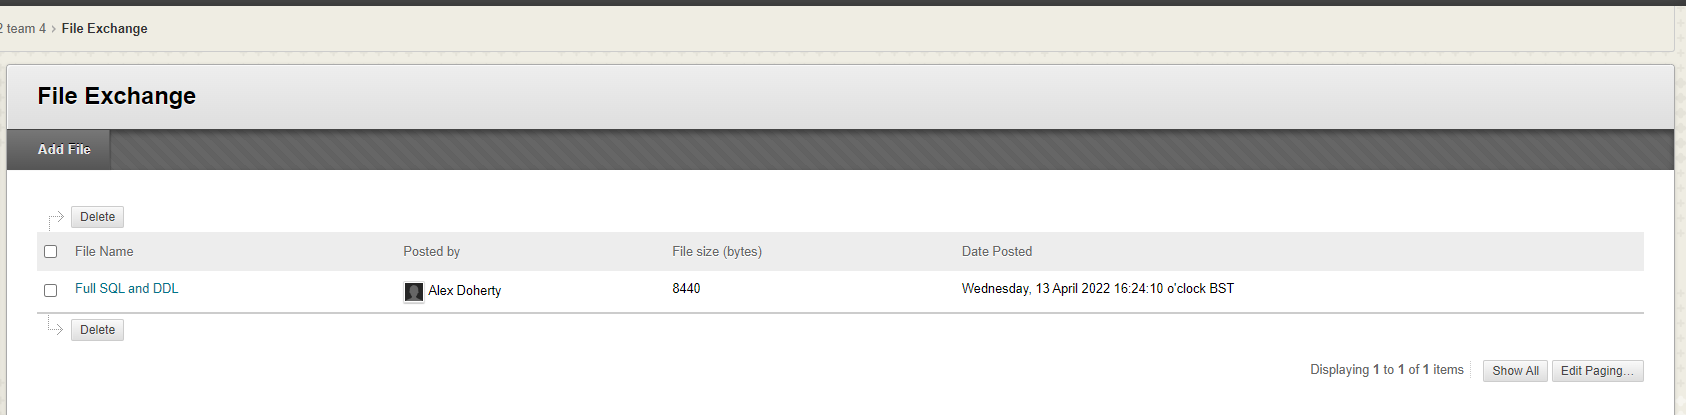 2 team 4 › File Exchange
File Exchange
Add File
Delete
File Name Posted by File size (bytes) Date Posted
Full SQL and DDL Alex Doherty 8440 Wednesday, 13 April 2022 16:24:10 o'clock BST
Delete
Displaying 1 to 1 of 1 items Show All Edit Paging...